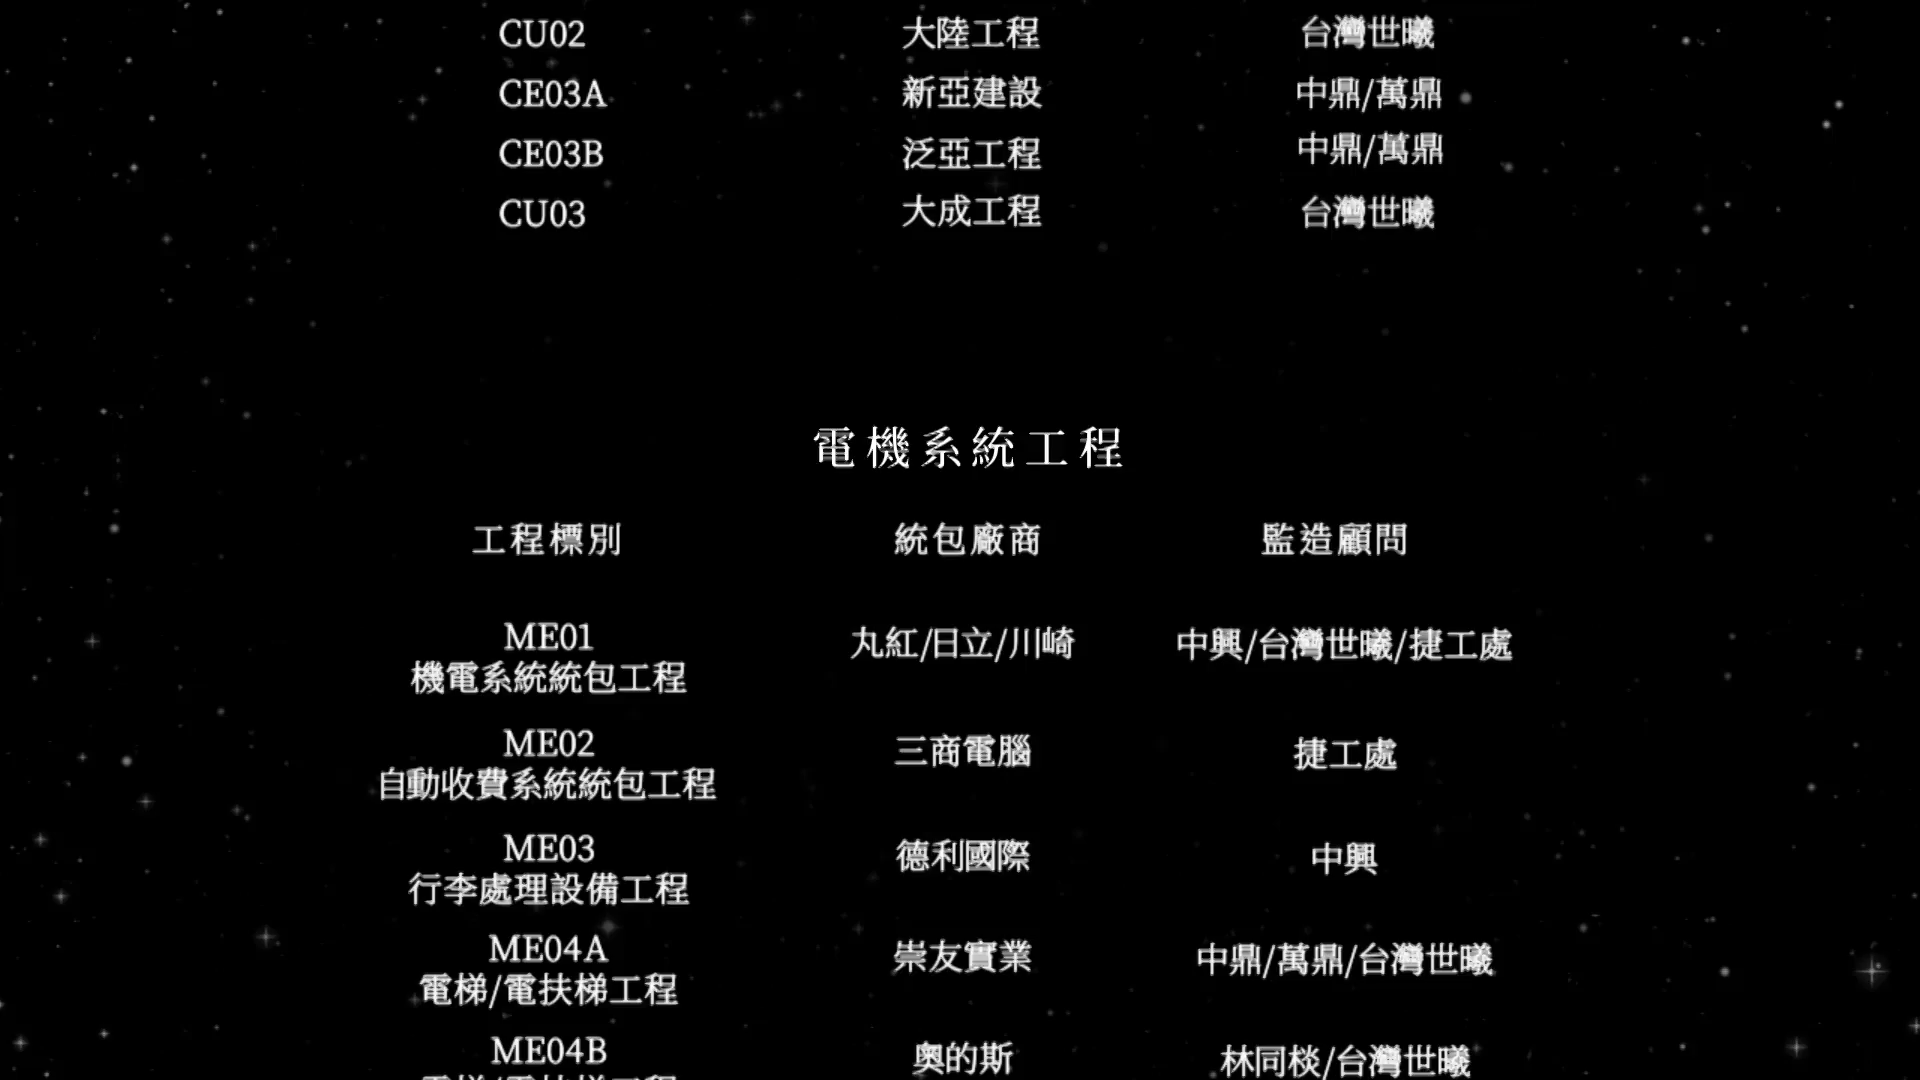 CU02 大陸工程 台灣世曦
CE03A 新亞建設 中鼎/萬鼎
CE03B 泛亞工程 中鼎/萬鼎
CU03 大成工程 台灣世曦
電機系統工程
工程標別 統包廠商 監造顧問
ME01 丸紅/日立/川崎 中興/台灣世曦/捷工處
機電系統統包工程
ME02 三商電腦 捷工處
自動收費系統統包工程
ME03 德利國際 中興
行李處理設備工程
ME04A 崇友實業 中鼎/萬鼎/台灣世曦
電梯/電扶梯工程
ME04B 奧的斯 林同棪/台灣世曦